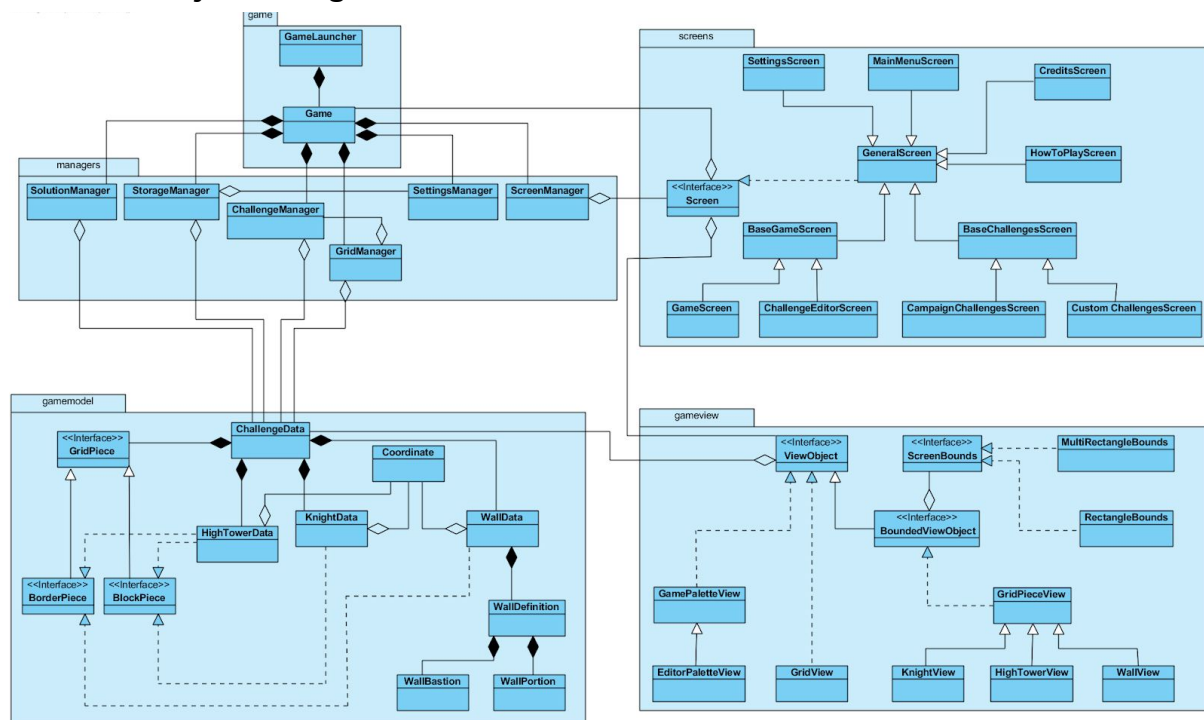 game
GameLauncher
Game
managers
SolutionManager
StorageManager
ChallengeManager
GridManager
SettingsManager
ScreenManager
screens
SettingsScreen
MainMenuScreen
CreditsScreen
GeneralScreen
HowToPlayScreen
<<Interface>>
Screen
BaseGameScreen
BaseChallengesScreen
GameScreen
ChallengeEditorScreen
CampaignChallengesScreen
Custom ChallengesScreen
gamemodel
<<Interface>>
GridPiece
ChallengeData
Coordinate
HighTowerData
KnightData
WallData
<<Interface>>
BorderPiece
<<Interface>>
BlockPiece
WallDefinition
WallBastion
WallPortion
gameview
<<Interface>>
ViewObject
<<Interface>>
ScreenBounds
MultiRectangleBounds
<<Interface>>
BoundedViewObject
RectangleBounds
GamePaletteView
GridPieceView
EditorPaletteView
GridView
KnightView
HighTowerView
WallView